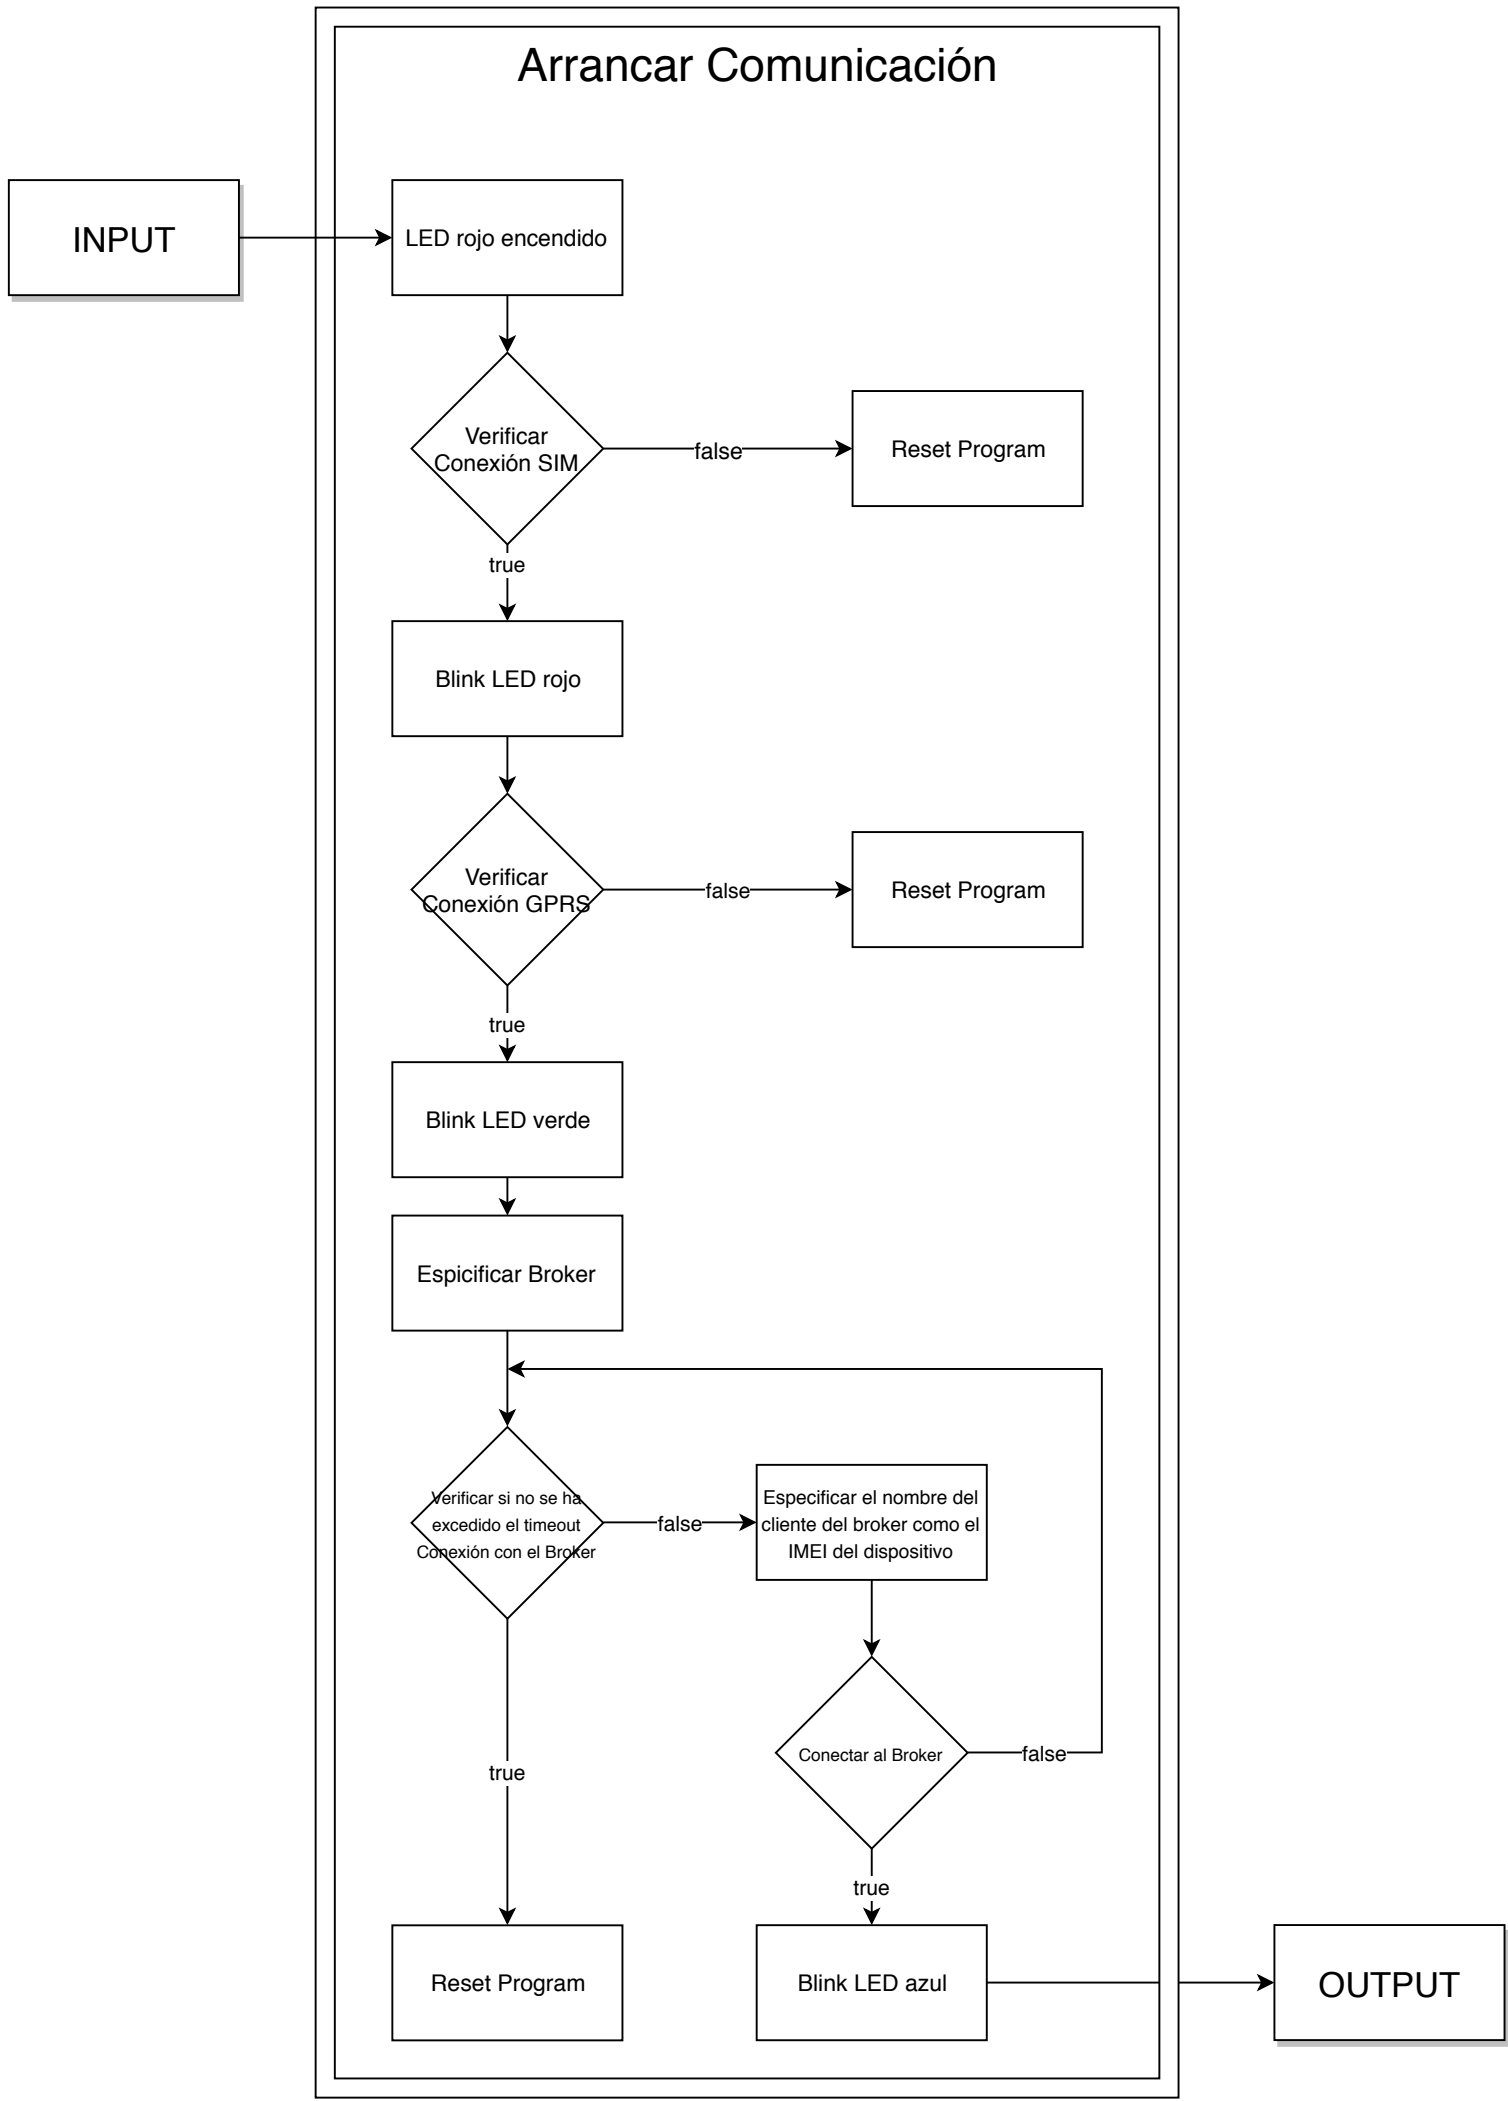 Arrancar Comunicación
INPUT
LED rojo encendido
Verificar
Conexión SIM
false
Reset Program
true
Blink LED rojo
Verificar
Conexión GPRS
false
Reset Program
true
Blink LED verde
Espicificar Broker
Verificar si no se ha
excedido el timeout
Conexión con el Broker
false
Especificar el nombre del
cliente del broker como el
IMEI del dispositivo
Conectar al Broker
false
true
true
Reset Program
Blink LED azul
OUTPUT